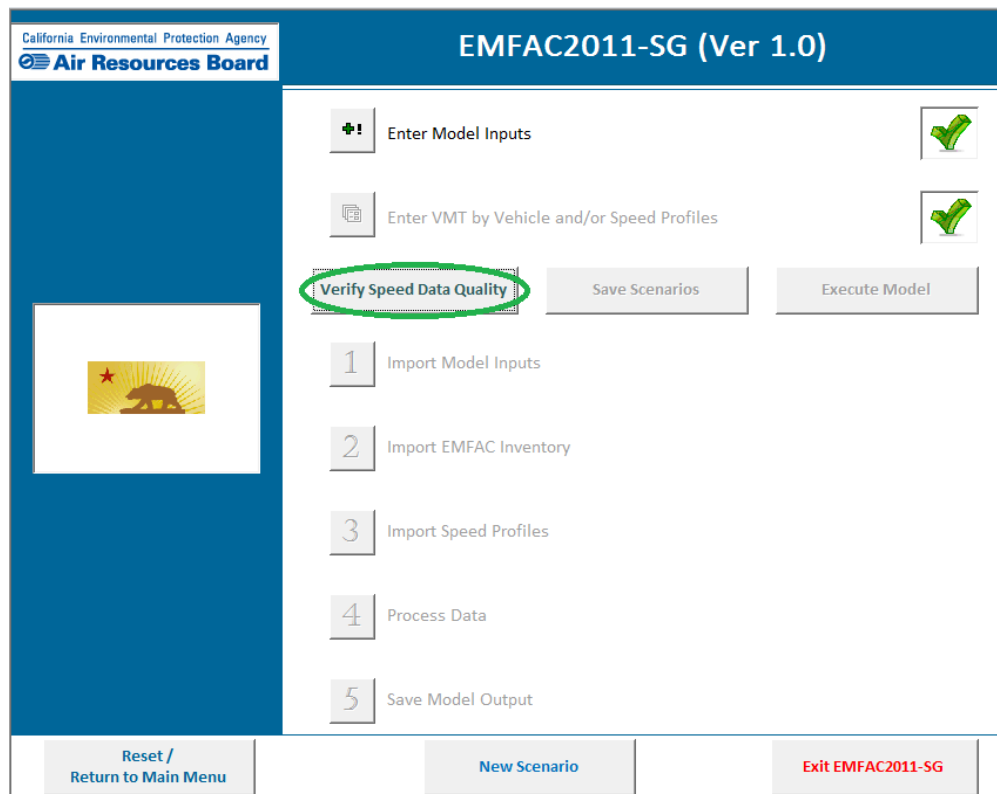 California Environmental Protection Agency
Air Resources Board
EMFAC2011-SG (Ver 1.0)
Enter Model Inputs
Enter VMT by Vehicle and/or Speed Profiles
Verify Speed Data Quality
Save Scenarios
Execute Model
1 Import Model Inputs
2 Import EMFAC Inventory
3 Import Speed Profiles
4 Process Data
5 Save Model Output
Reset /
Return to Main Menu
New Scenario
Exit EMFAC2011-SG